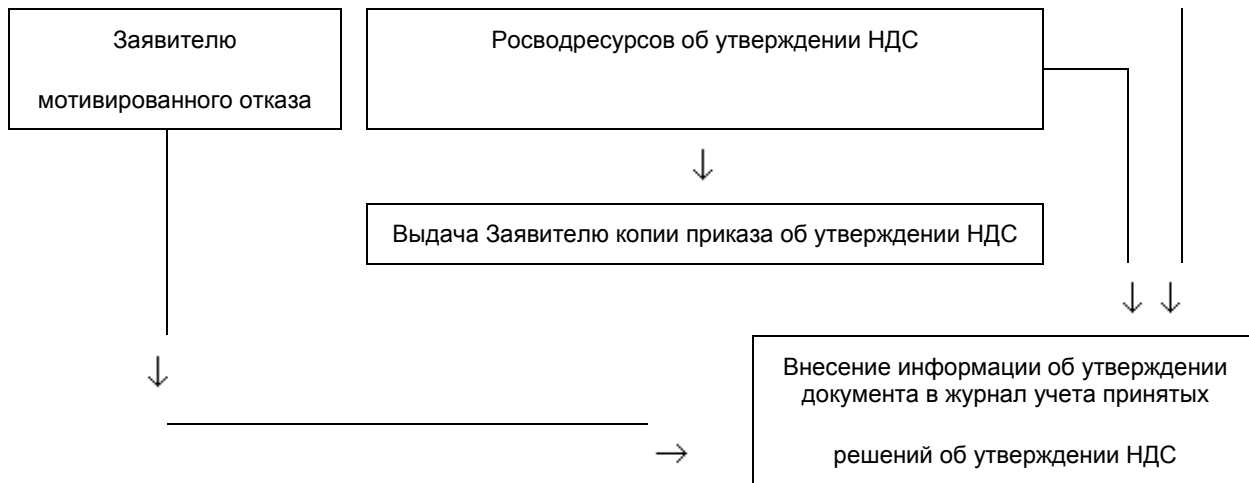 Заявителю
мотивированного отказа
Росводресурсов об утверждении НДС
Выдача Заявителю копии приказа об утверждении НДС
Внесение информации об утверждении
документа в журнал учета принятых
решений об утверждении НДС